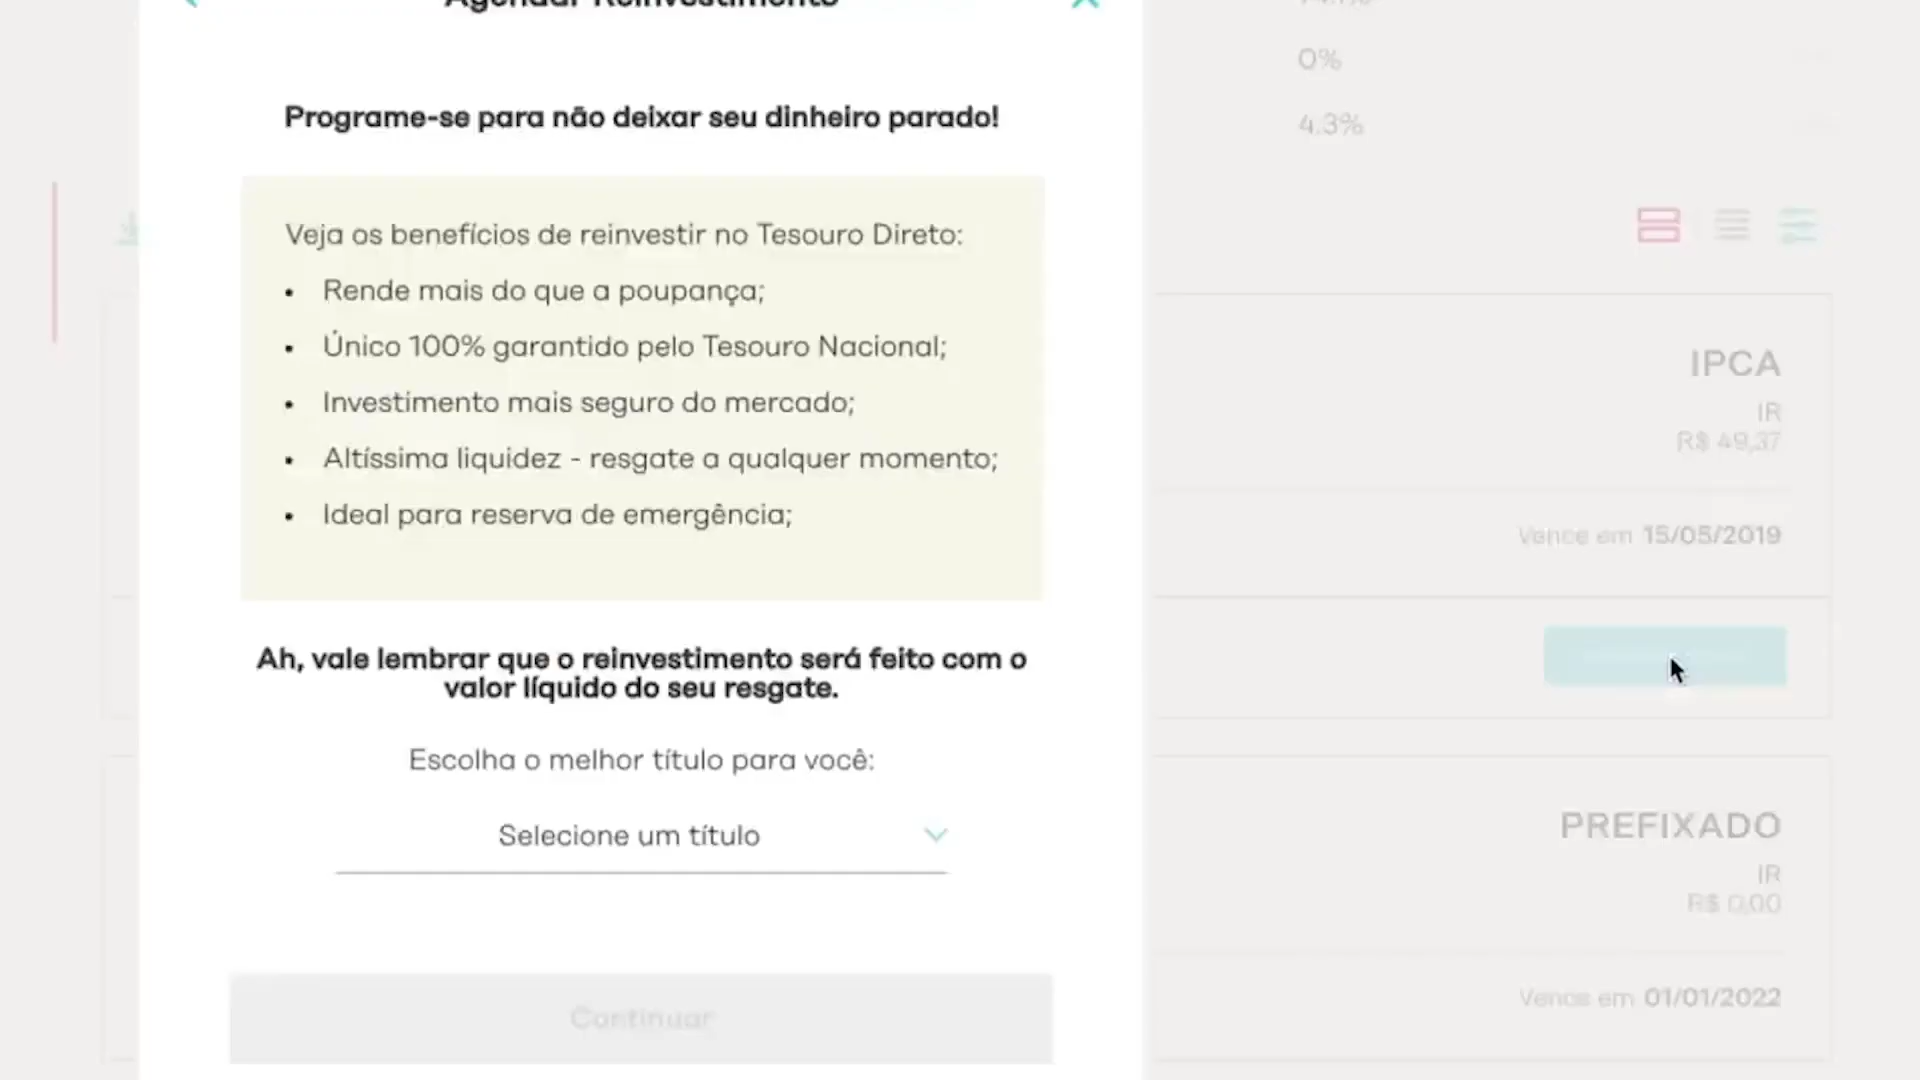 Agendar Reinvestimento
Programe-se para não deixar seu dinheiro parado!
Veja os benefícios de reinvestir no Tesouro Direto:
• Rende mais do que a poupança;
• Único 100% garantido pelo Tesouro Nacional;
• Investimento mais seguro do mercado;
• Altíssima liquidez - resgate a qualquer momento;
• Ideal para reserva de emergência;
Ah, vale lembrar que o reinvestimento será feito com o
valor líquido do seu resgate.
Escolha o melhor título para você:
Selecione um título
Continuar
0%
4.3%
IPCA
IR
R$ 49,37
Vence em 15/05/2019
PREFIXADO
IR
R$ 0,00
Vence em 01/01/2022